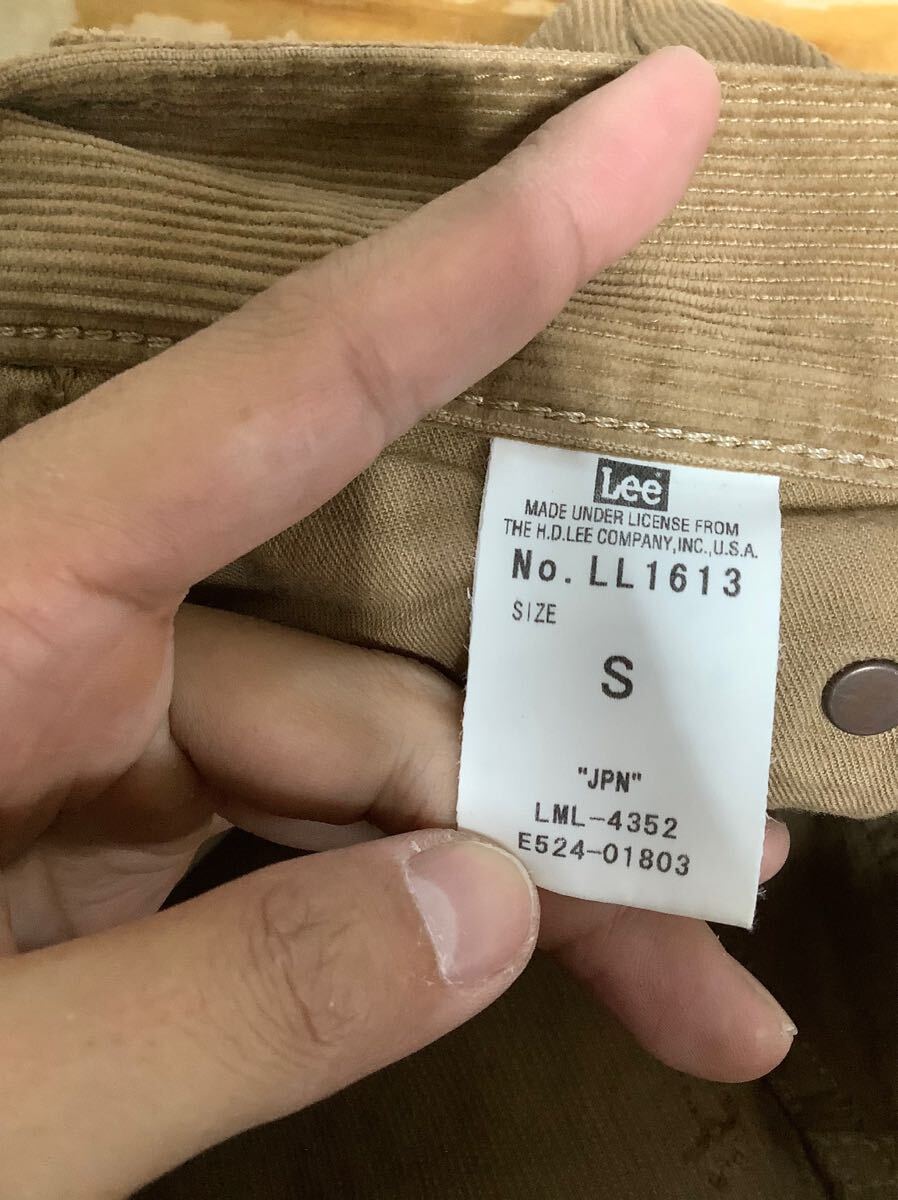 Lee
MADE UNDER LICENSE FROM
THE H.D.LEE COMPANY,INC.,U.S.A.
No. LL1613
SIZE
S
"JPN"
LML-4352
E524-01803